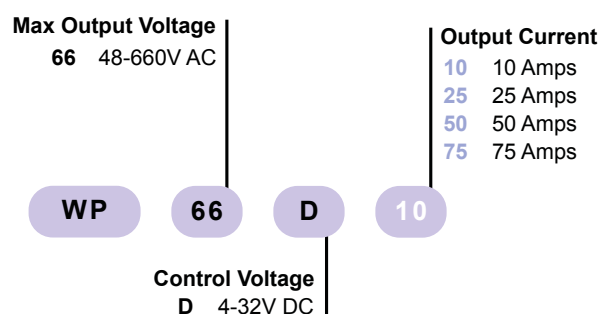 Max Output Voltage
66 48-660V AC
Output Current
10 10 Amps
25 25 Amps
50 50 Amps
75 75 Amps
WP 66 D 10
Control Voltage
D 4-32V DC